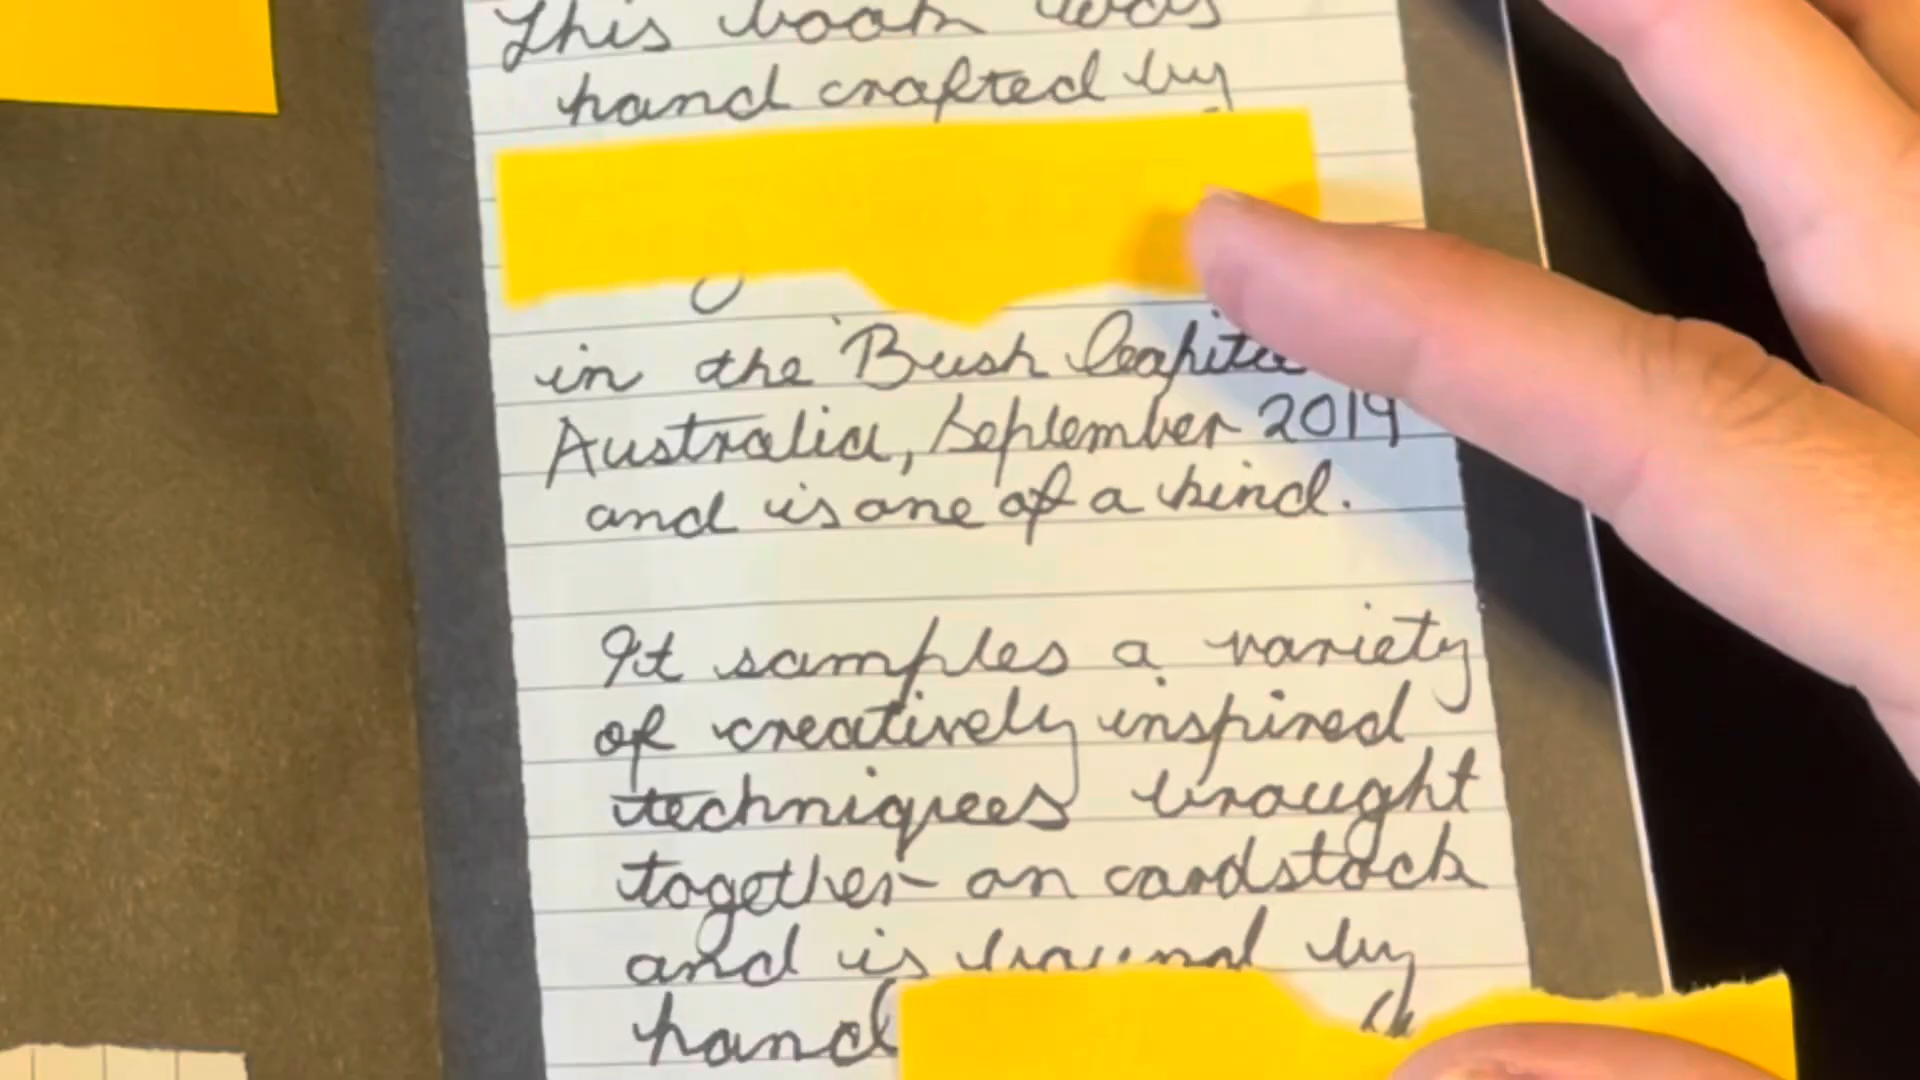 This book was
hand crafted by
in the Bush Capital
Australia, September 2019
and is one of a kind.
It samples a variety
of creatively inspired
techniques brought
together on cardstock
and is bound by
hand